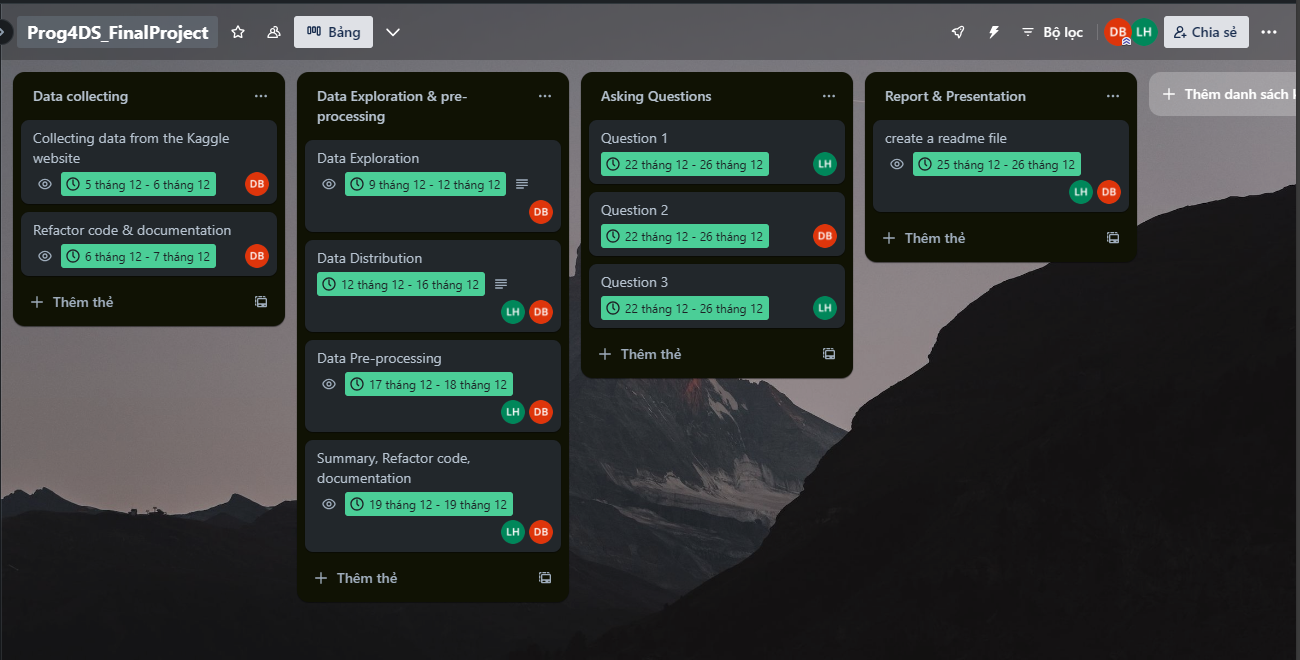 Prog4DS_FinalProject
Bảng
Bộ lọc
DB
LH
Chia sẻ
Data collecting
Collecting data from the Kaggle
website
5 tháng 12 - 6 tháng 12
DB
Refactor code & documentation
6 tháng 12 - 7 tháng 12
DB
Thêm thẻ
Data Exploration & pre-
processing
Data Exploration
9 tháng 12 - 12 tháng 12
DB
Data Distribution
12 tháng 12 - 16 tháng 12
LH
DB
Data Pre-processing
17 tháng 12 - 18 tháng 12
LH
DB
Summary, Refactor code,
documentation
19 tháng 12 - 19 tháng 12
LH
DB
Thêm thẻ
Asking Questions
Question 1
22 tháng 12 - 26 tháng 12
LH
Question 2
22 tháng 12 - 26 tháng 12
DB
Question 3
22 tháng 12 - 26 tháng 12
LH
Thêm thẻ
Report & Presentation
create a readme file
25 tháng 12 - 26 tháng 12
LH
DB
Thêm thẻ
Thêm danh sách